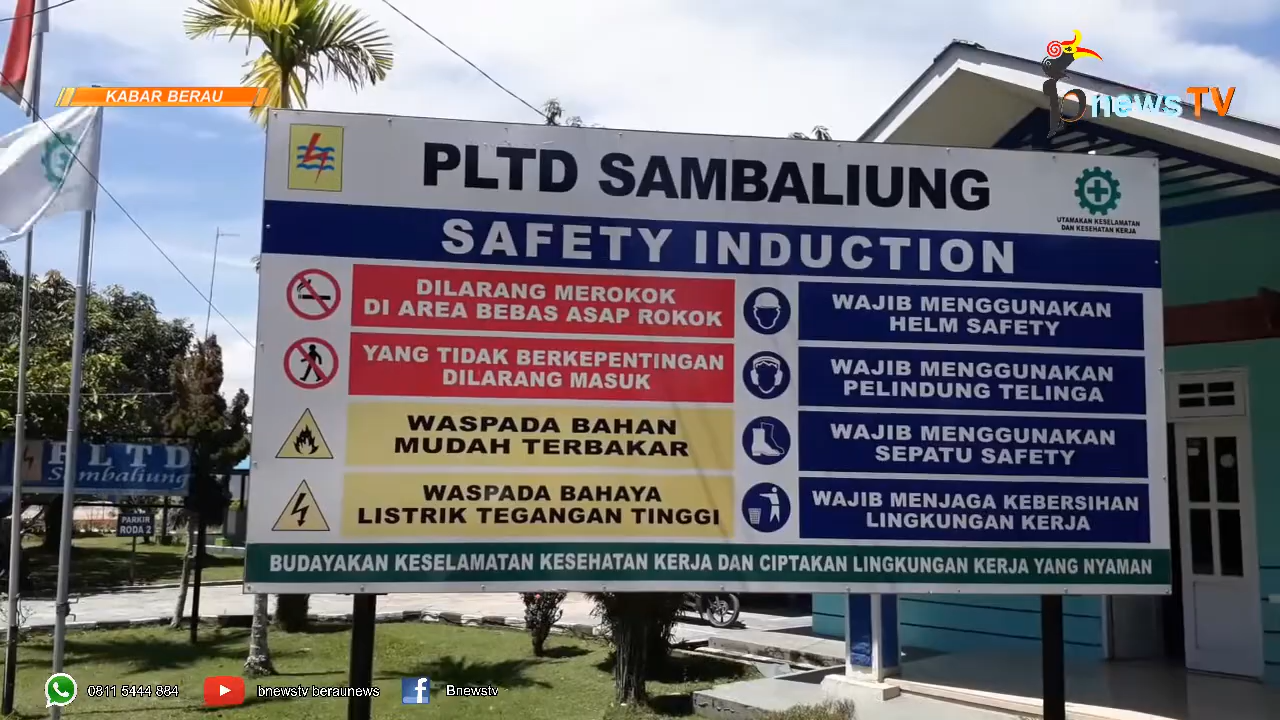 KABAR BERAU
bnewsTV
PLTD SAMBALIUNG
UTAMAKAN KESELAMATAN
DAN KESEHATAN KERJA
SAFETY INDUCTION
DILARANG MEROKOK
DI AREA BEBAS ASAP ROKOK
YANG TIDAK BERKEPENTINGAN
DILARANG MASUK
WASPADA BAHAN
MUDAH TERBAKAR
WASPADA BAHAYA
LISTRIK TEGANGAN TINGGI
WAJIB MENGGUNAKAN
HELM SAFETY
WAJIB MENGGUNAKAN
PELINDUNG TELINGA
WAJIB MENGGUNAKAN
SEPATU SAFETY
WAJIB MENJAGA KEBERSIHAN
LINGKUNGAN KERJA
BUDAYAKAN KESELAMATAN KESEHATAN KERJA DAN CIPTAKAN LINGKUNGAN KERJA YANG NYAMAN
PLTD
Sambaliung
PARKIR
RODA 2
0811 5444 884
bnewstv beraunews
Bnewstv